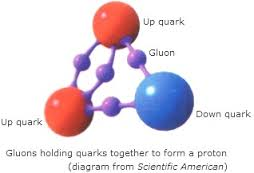 Up quark
Gluon
Down quark
Up quark
Gluons holding quarks together to form a proton
(diagram from Scientific American)